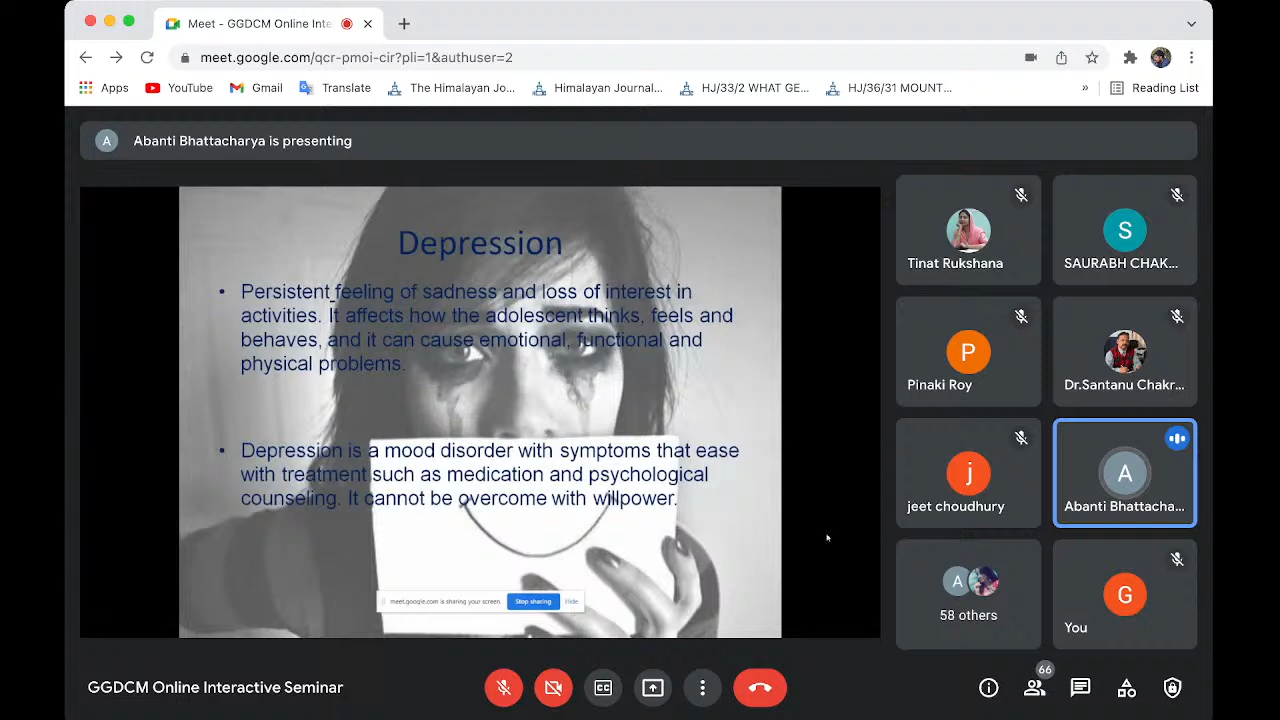 Meet - GGDCM Online Inte
meet.google.com/qcr-pmoi-cir?pli=1&authuser=2
Apps
YouTube
Gmail
Translate
The Himalayan Jo...
Himalayan Journal...
HJ/33/2 WHAT GE...
HJ/36/31 MOUNT...
»
Reading List
A
Abanti Bhattacharya is presenting
Depression
• Persistent feeling of sadness and loss of interest in
activities. It affects how the adolescent thinks, feels and
behaves, and it can cause emotional, functional and
physical problems.
• Depression is a mood disorder with symptoms that ease
with treatment such as medication and psychological
counseling. It cannot be overcome with willpower.
meet.google.com is sharing your screen.
Stop sharing
Hide
Tinat Rukshana
S
SAURABH CHAK...
P
Pinaki Roy
Dr.Santanu Chakr...
j
jeet choudhury
A
Abanti Bhattacha...
A
58 others
G
You
GGDCM Online Interactive Seminar
CC
66